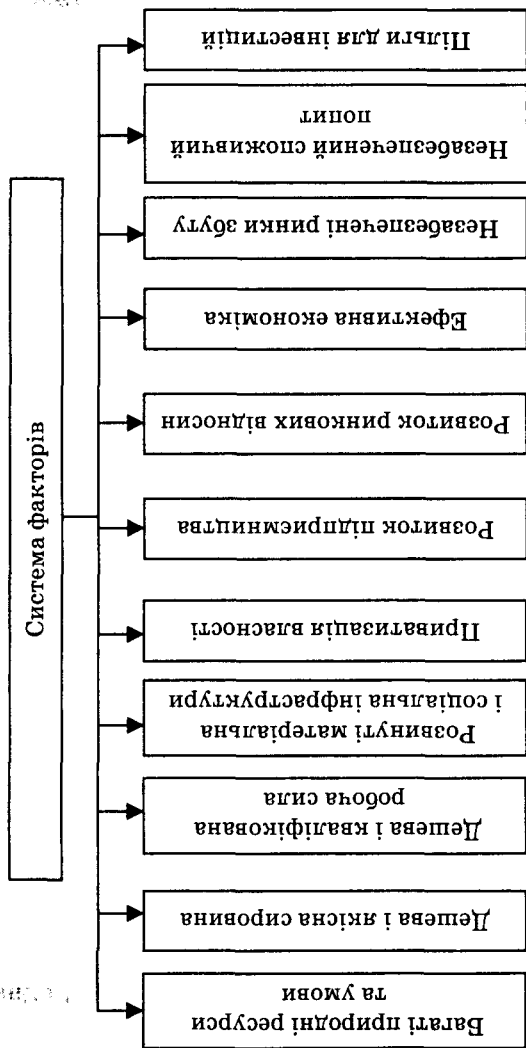 Система факторів
Багаті природні ресурси
та умови
Дешева і якісна сировина
Дешева і кваліфікована
робоча сила
Розвинуті матеріальна
і соціальна інфраструктури
Приватизація власності
Розвиток підприємництва
Розвиток ринкових відносин
Ефективна економіка
Незабезпечені ринки збуту
Незабезпечений споживчий
попит
Пільги для інвестицій